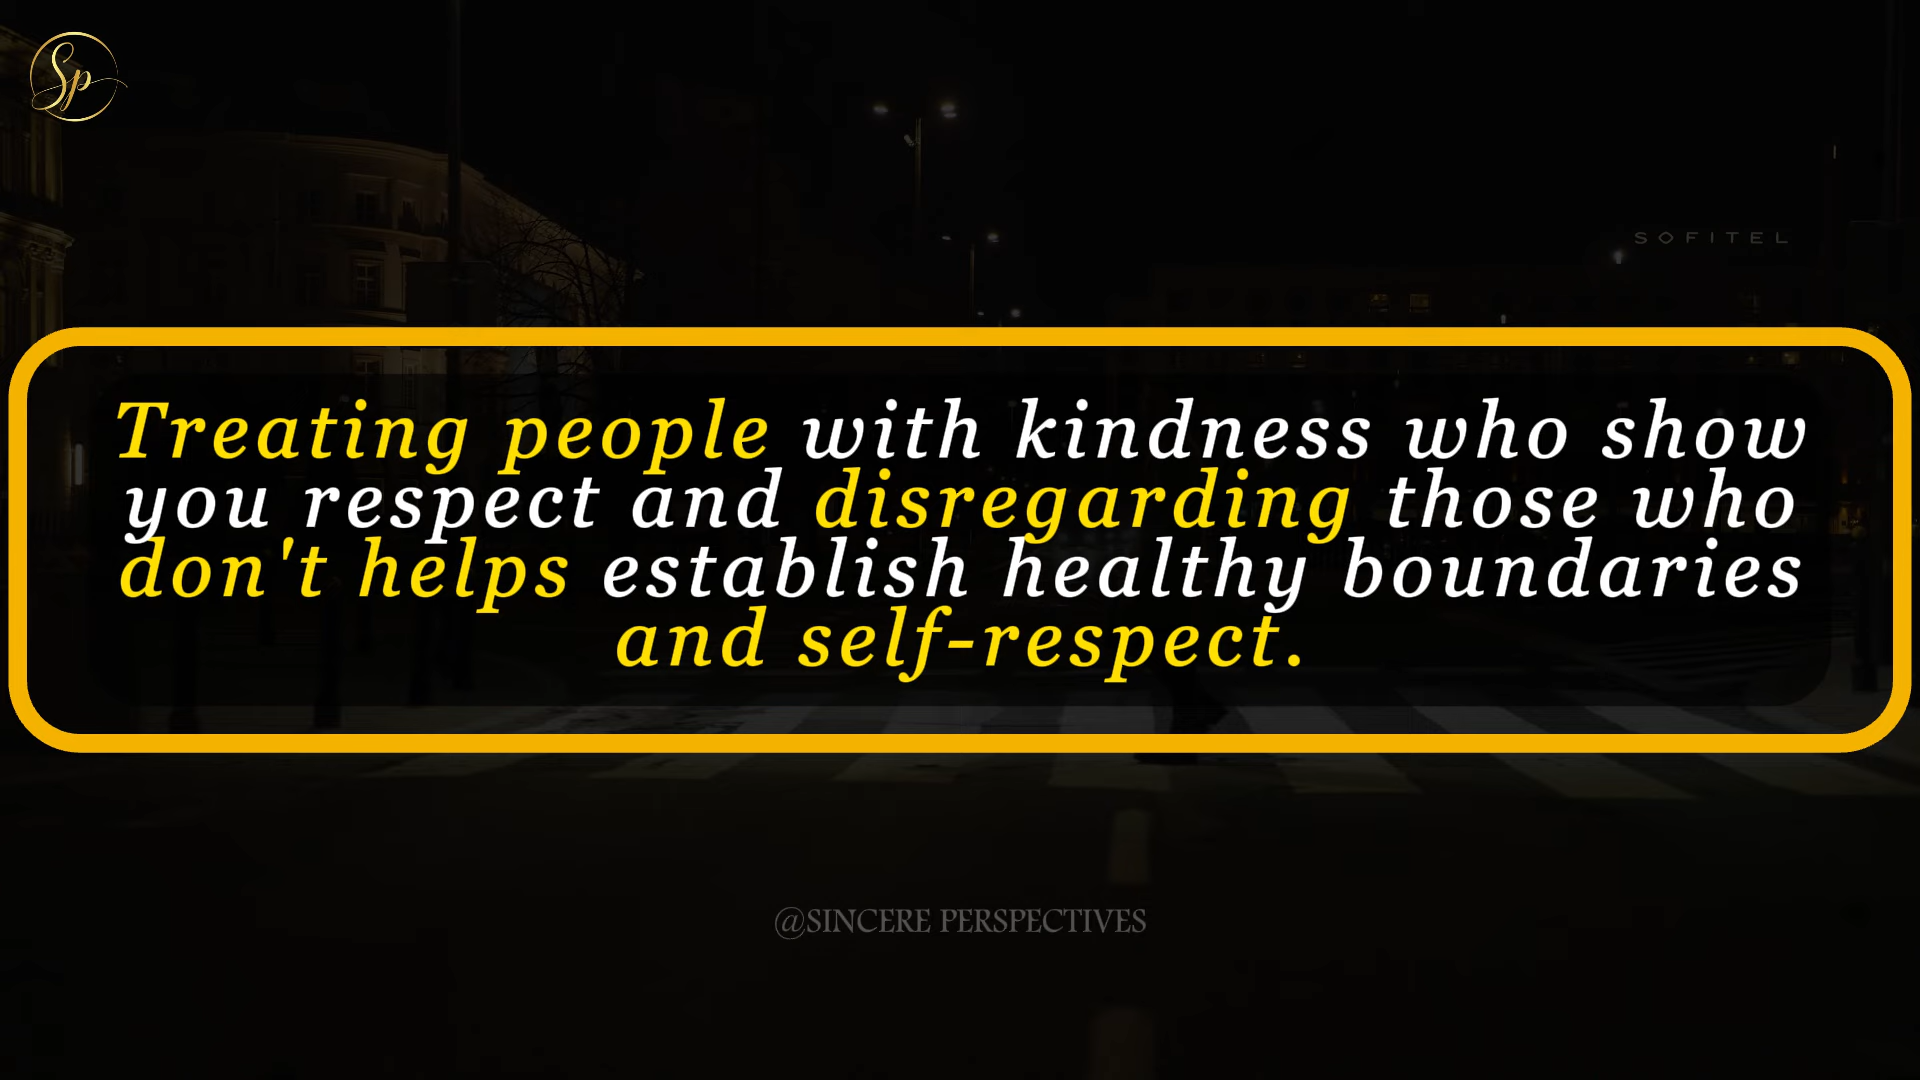 Sp
SOFITEL
Treating people with kindness who show
you respect and disregarding those who
don't helps establish healthy boundaries
and self-respect.
@SINCERE PERSPECTIVES